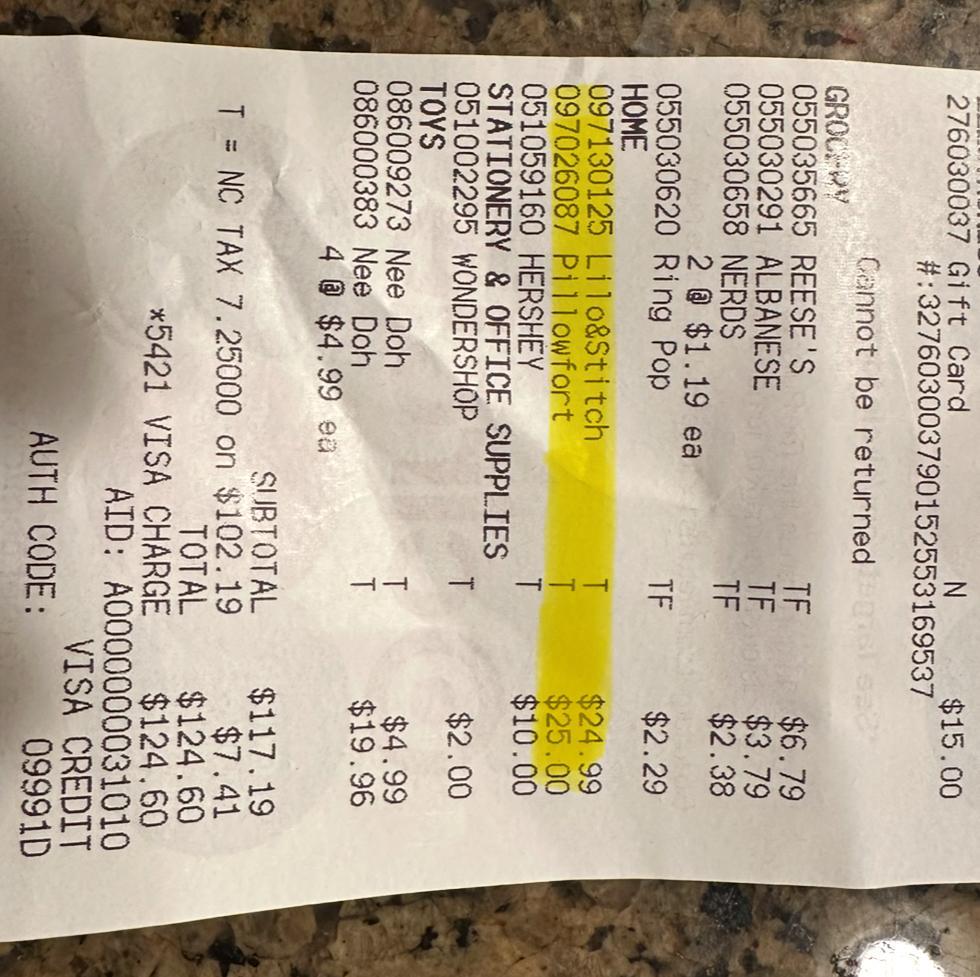 276030037 Gift Card N $15.00
#:3276030037901525531​69537
Cannot be returned
GROCERY
055035665 REESE'S TF $6.79
055030291 ALBANESE TF $3.79
055030658 NERDS TF $2.38
2 @ $1.19 ea
055030620 Ring Pop TF $2.29
HOME
097130125 Lilo&Stitch T $24.99
097026087 Pillowfort T $25.00
051059160 HERSHEY T $10.00
STATIONERY & OFFICE SUPPLIES
051002295 WONDERSHOP T $2.00
TOYS
086009273 Nee Doh T $4.99
086000383 Nee Doh T $19.96
4 @ $4.99 ea
SUBTOTAL $117.19
T = NC TAX 7.25000 on $102.19 $7.41
TOTAL $124.60
*5421 VISA CHARGE $124.60
AID: A0000000031010
VISA CREDIT
AUTH CODE: 09991D